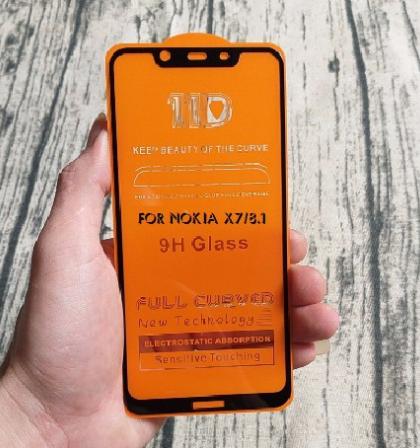 11D
KEEP BEAUTY OF THE CURVE
FOR NOKIA X7/8.1
9H Glass
FULL CURVED
New Technology
ELECTROSTATIC ABSORPTION
Sensitive Touching